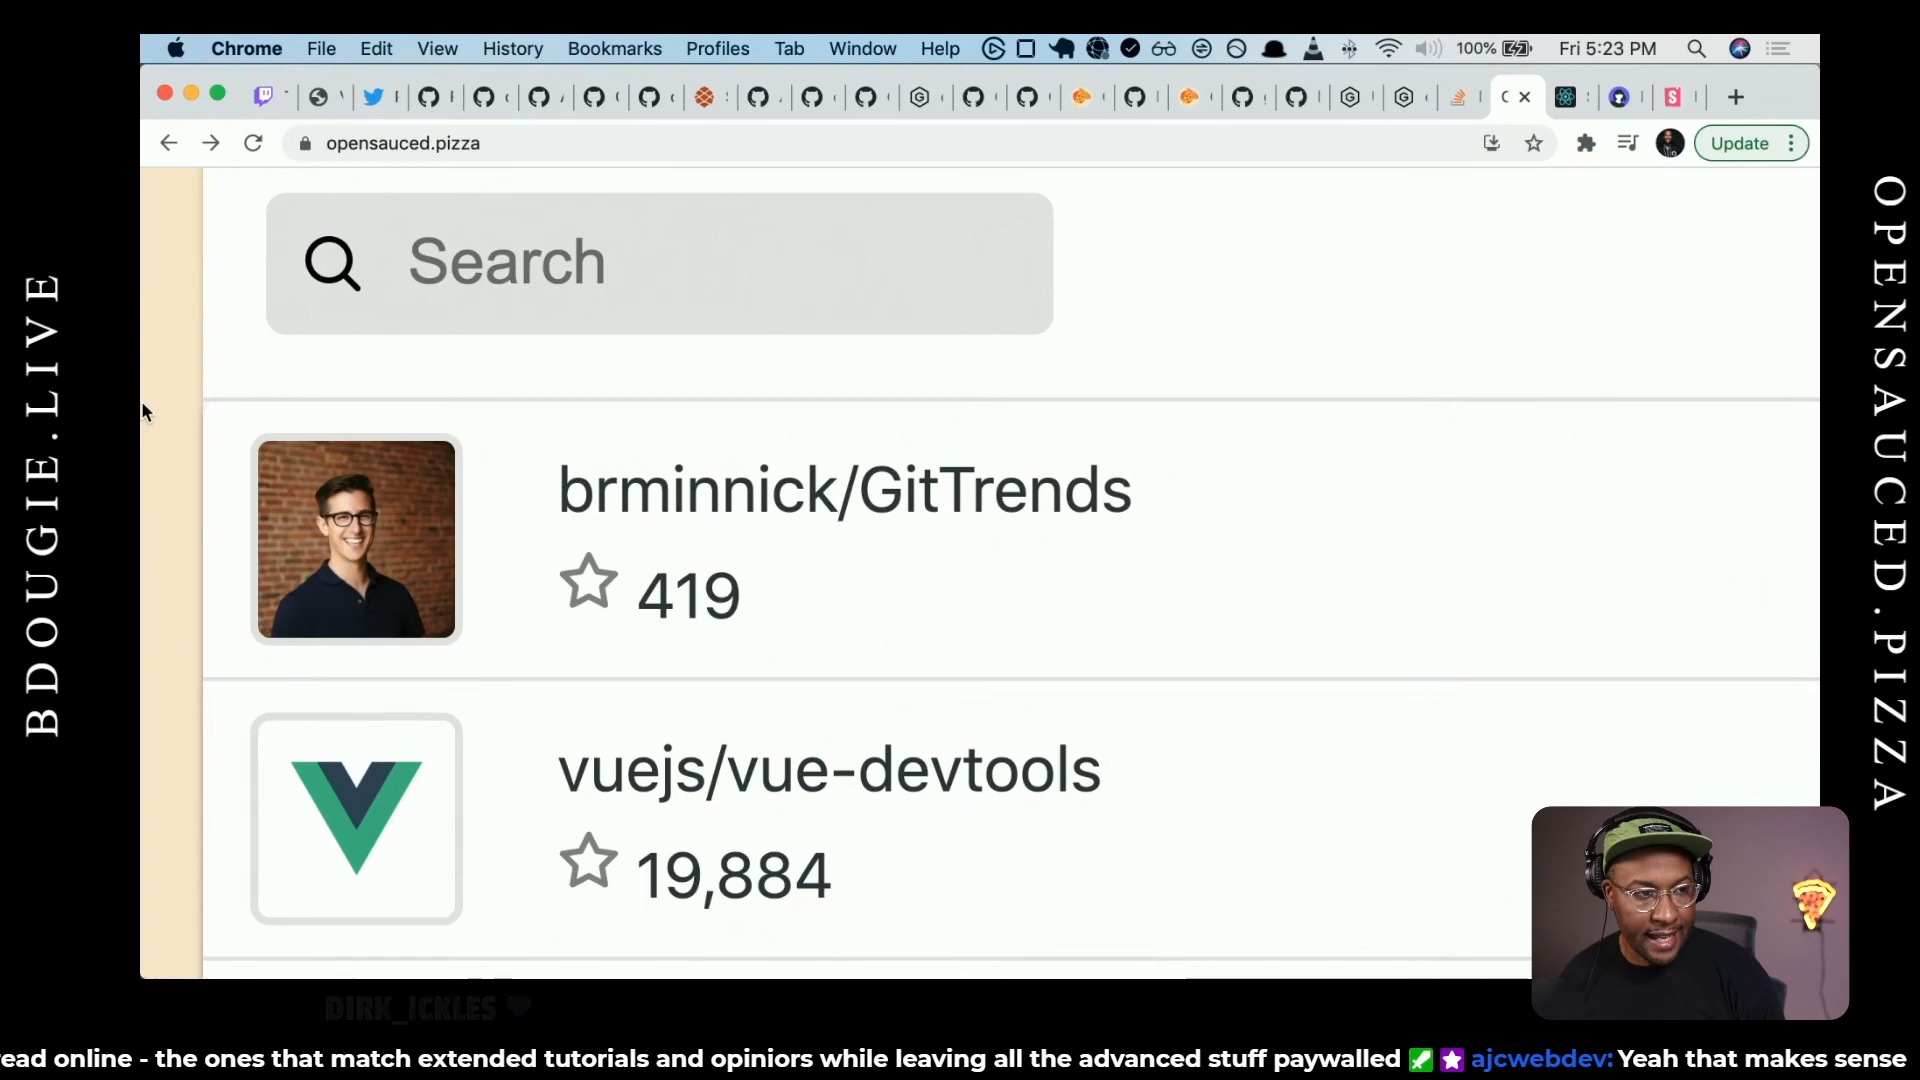 Chrome File Edit View History Bookmarks Profiles Tab Window Help 100% Fri 5:23 PM
opensauced.pizza Update
BDOUGIE.LIVE
OPENSAUCED.PIZZA
Search
brminnick/GitTrends
419
vuejs/vue-devtools
19,884
DIRK_ICKLES
ead online - the ones that match extended tutorials and opiniors while leaving all the advanced stuff paywalled ajcwebdev: Yeah that makes sense